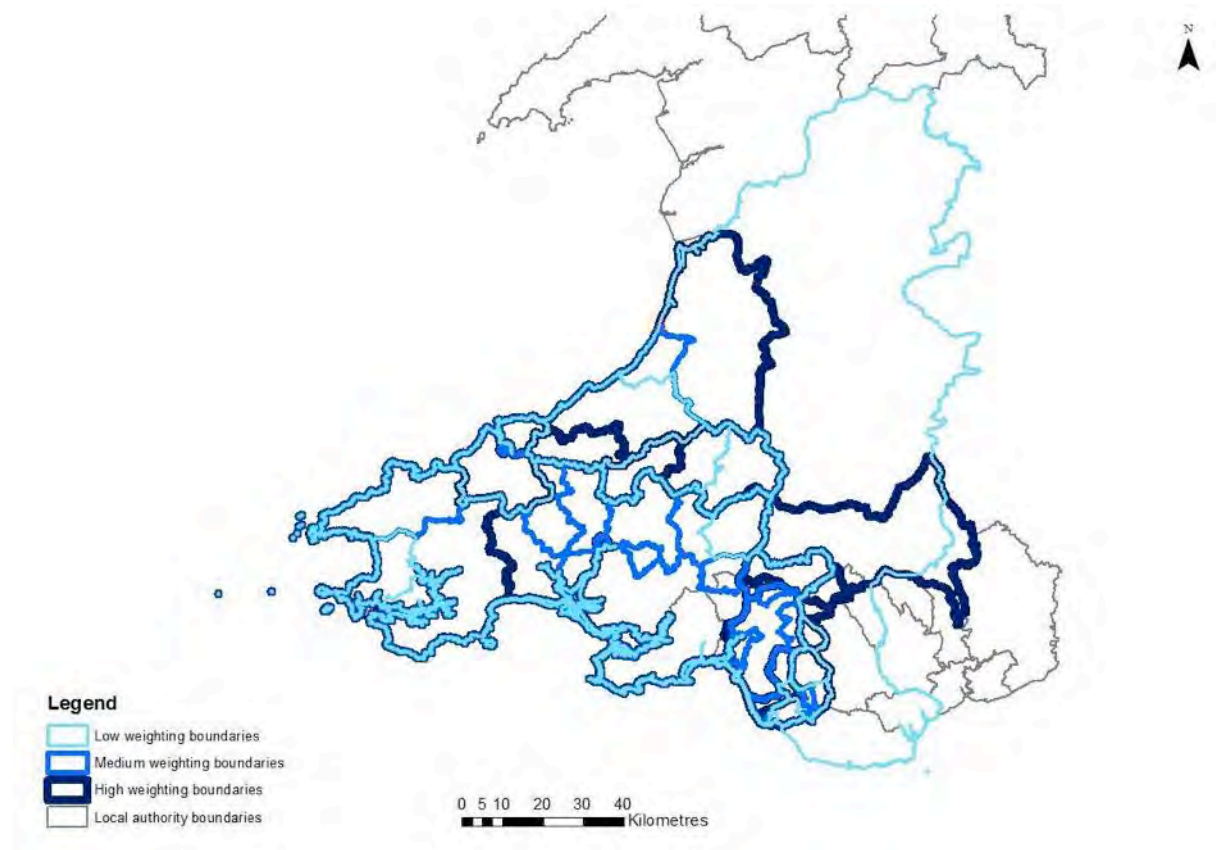 N
Legend
Low weighting boundaries
Medium weighting boundaries
High weighting boundaries
Local authority boundaries
0 5 10 20 30 40
Kilometres